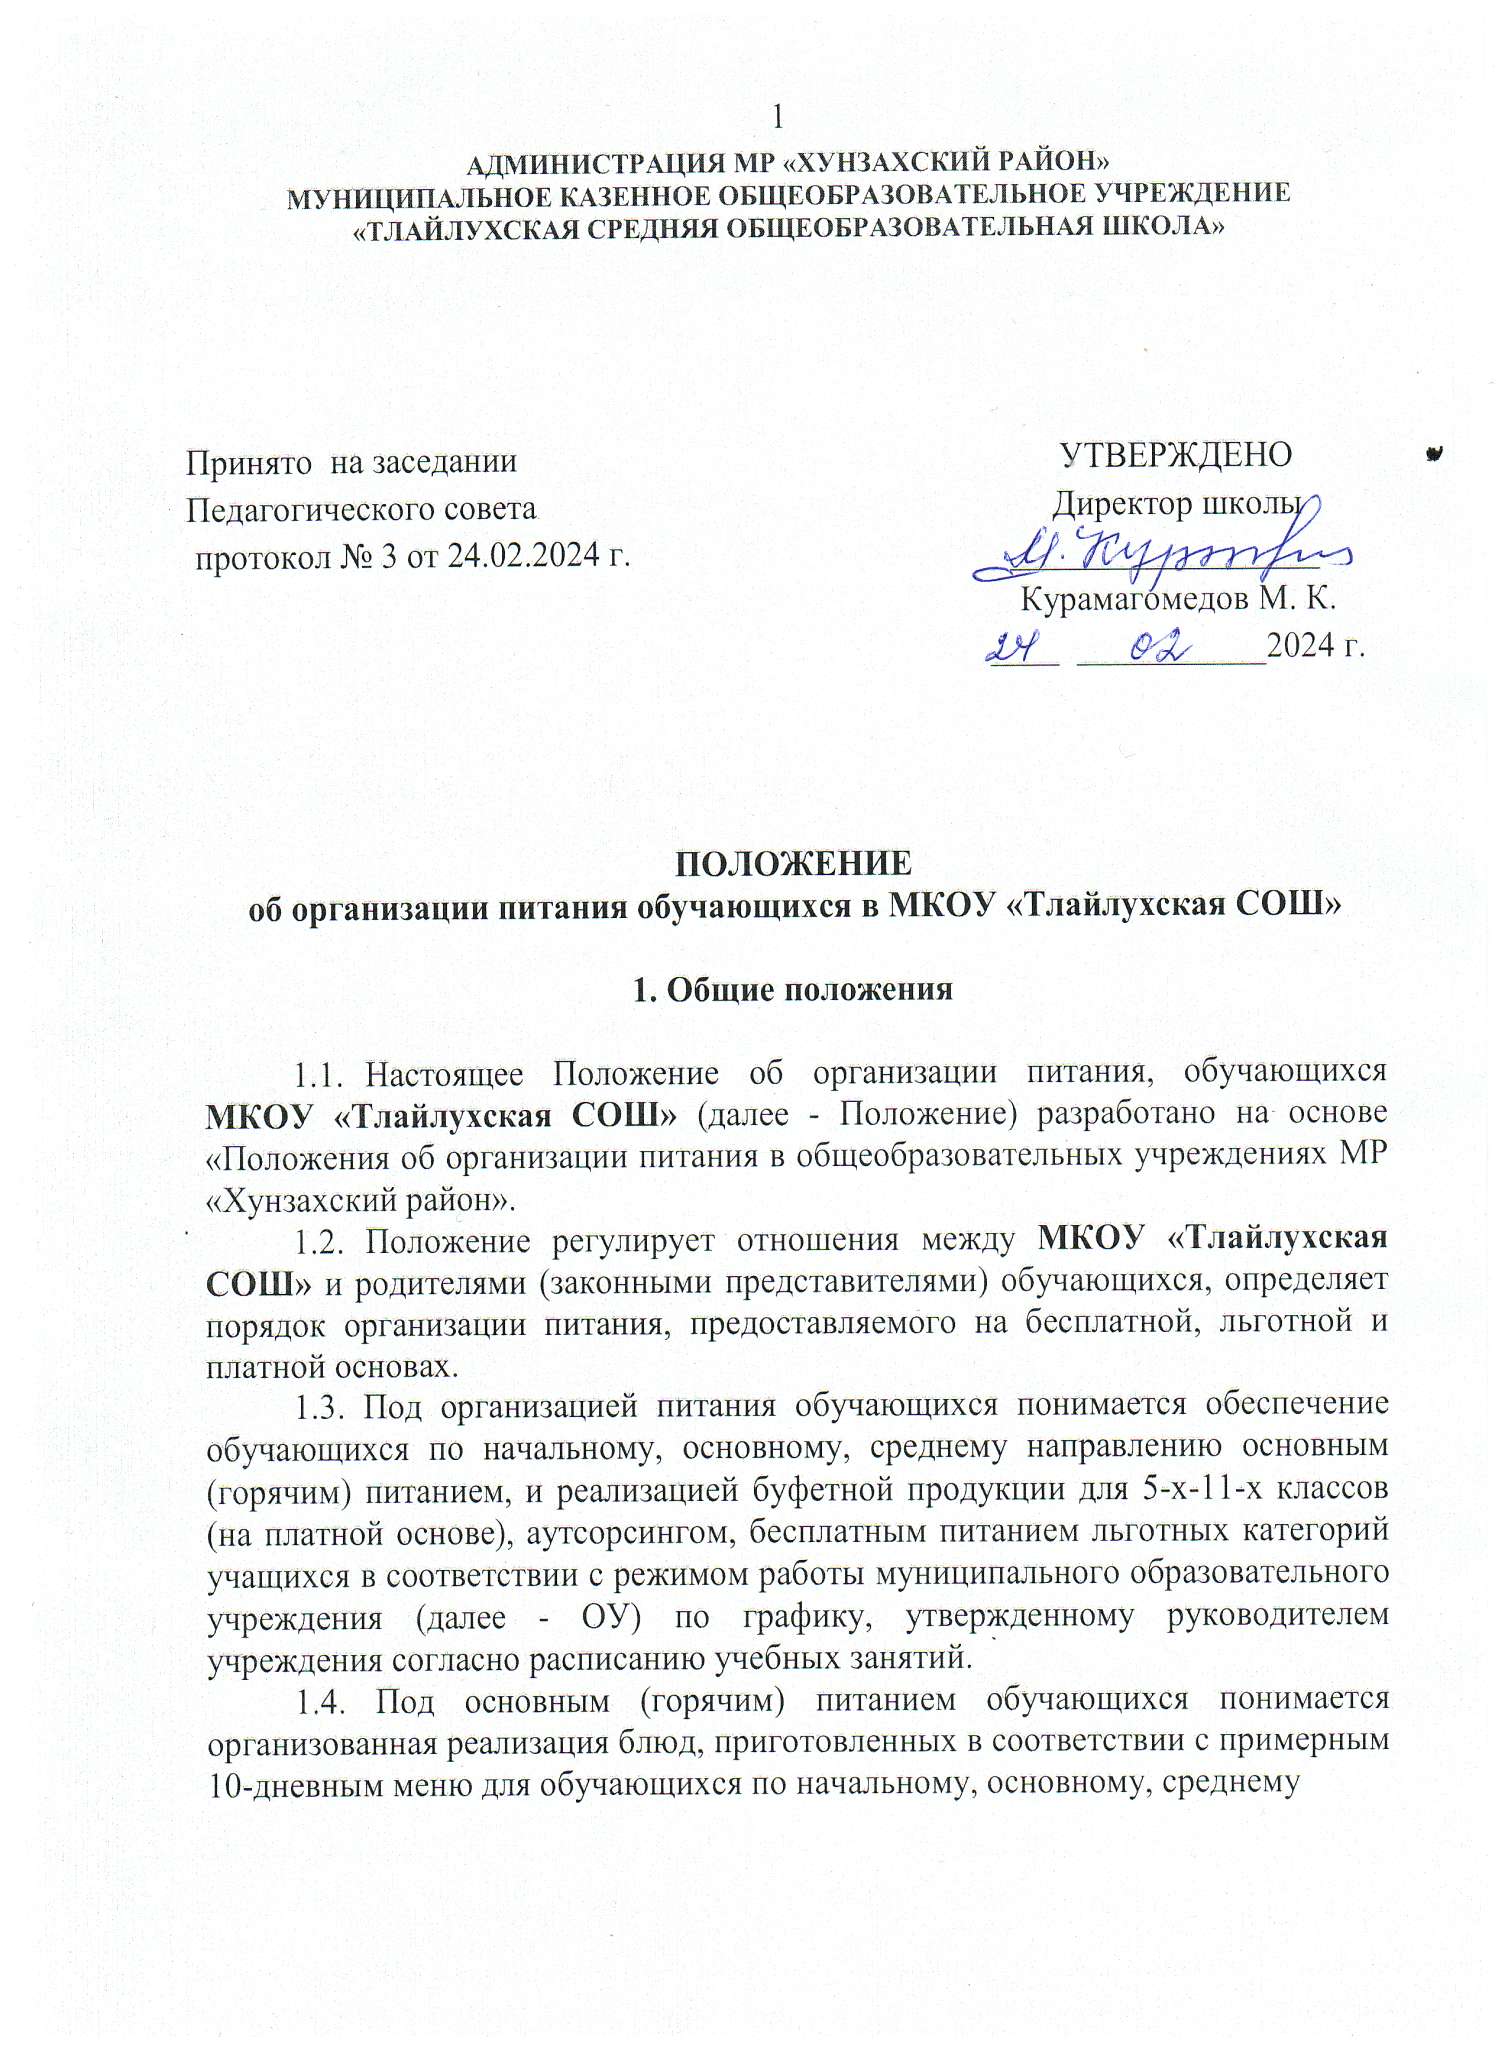 1
АДМИНИСТРАЦИЯ МР «ХУНЗАХСКИЙ РАЙОН»
МУНИЦИПАЛЬНОЕ КАЗЕННОЕ ОБЩЕОБРАЗОВАТЕЛЬНОЕ УЧРЕЖДЕНИЕ
«ТЛАЙЛУХСКАЯ СРЕДНЯЯ ОБЩЕОБРАЗОВАТЕЛЬНАЯ ШКОЛА»
Принято на заседании
Педагогического совета
протокол № 3 от 24.02.2024 г.
УТВЕРЖДЕНО
Директор школы
Курамагомедов М. К.
24 02 2024 г.
ПОЛОЖЕНИЕ
об организации питания обучающихся в МКОУ «Тлайлухская СОШ»
1. Общие положения
1.1. Настоящее Положение об организации питания, обучающихся
МКОУ «Тлайлухская СОШ» (далее - Положение) разработано на основе
«Положения об организации питания в общеобразовательных учреждениях МР
«Хунзахский район».
1.2. Положение регулирует отношения между МКОУ «Тлайлухская
СОШ» и родителями (законными представителями) обучающихся, определяет
порядок организации питания, предоставляемого на бесплатной, льготной и
платной основах.
1.3. Под организацией питания обучающихся понимается обеспечение
обучающихся по начальному, основному, среднему направлению основным
(горячим) питанием, и реализацией буфетной продукции для 5-х-11-х классов
(на платной основе), аутсорсингом, бесплатным питанием льготных категорий
учащихся в соответствии с режимом работы муниципального образовательного
учреждения (далее - ОУ) по графику, утвержденному руководителем
учреждения согласно расписанию учебных занятий.
1.4. Под основным (горячим) питанием обучающихся понимается
организованная реализация блюд, приготовленных в соответствии с примерным
10-дневным меню для обучающихся по начальному, основному, среднему